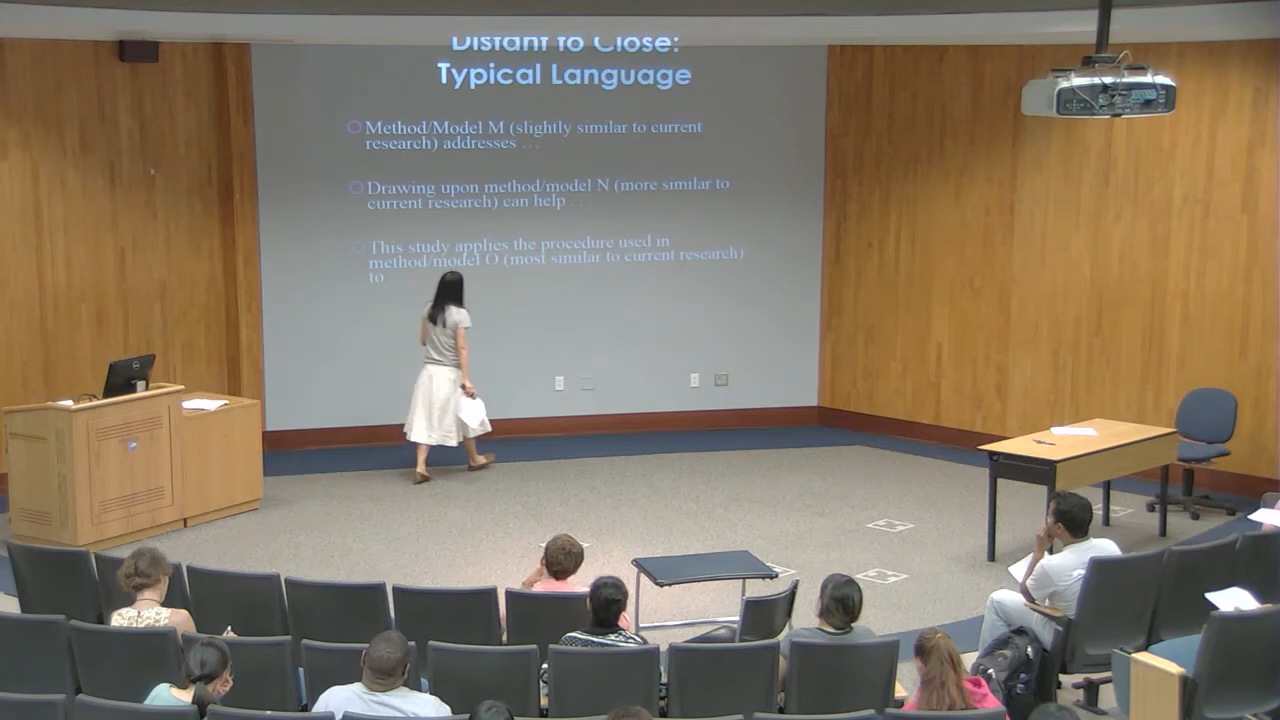 Distant to Close:
Typical Language
Method/Model M (slightly similar to current
research) addresses ...
Drawing upon method/model N (more similar to
current research) can help ...
This study applies the procedure used in
method/model O (most similar to current research)
to